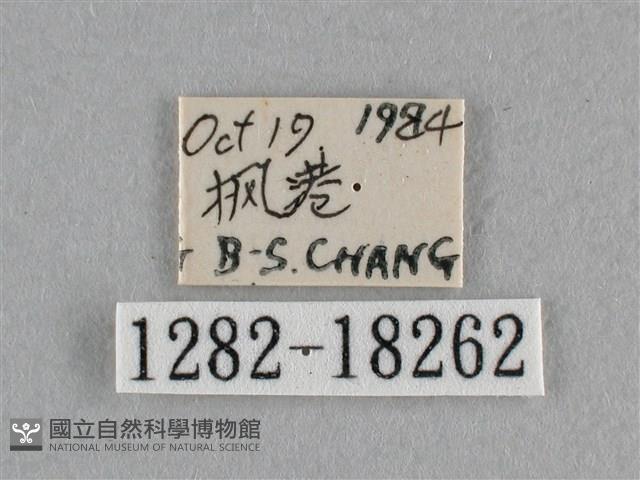 Oct 19 1984
楓港
B-S. CHANG
1282-18262
國立自然科學博物館
NATIONAL MUSEUM OF NATURAL SCIENCE